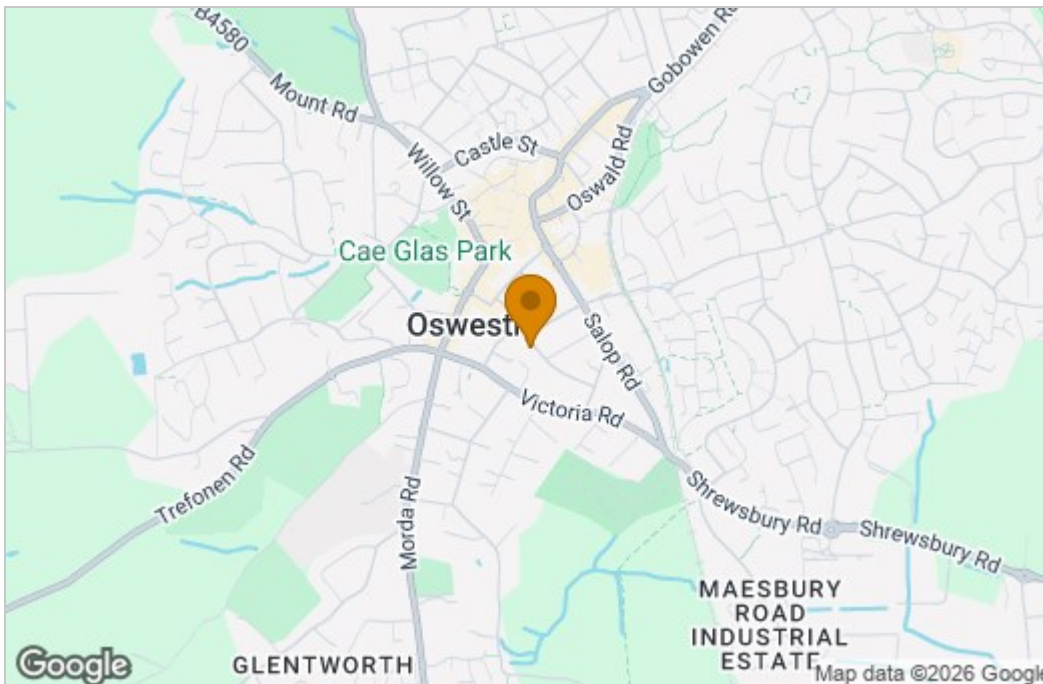 B4580
Mount Rd
Gobowen Rd
Castle St
Willow St
Oswald Rd
Cae Glas Park
Oswestr
Salop Rd
Victoria Rd
Trefonen Rd
Morda Rd
Shrewsbury Rd
Shrewsbury Rd
MAESBURY
ROAD
INDUSTRIAL
ESTATE
GLENTWORTH
Google
Map data ©2026 Google